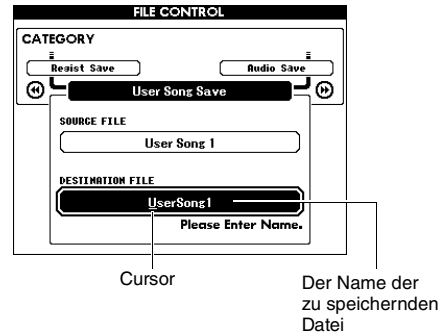 FILE CONTROL
CATEGORY
Regist Save
Audio Save
User Song Save
SOURCE FILE
User Song 1
DESTINATION FILE
UserSong1
Please Enter Name.
Cursor
Der Name der
zu speichernden
Datei